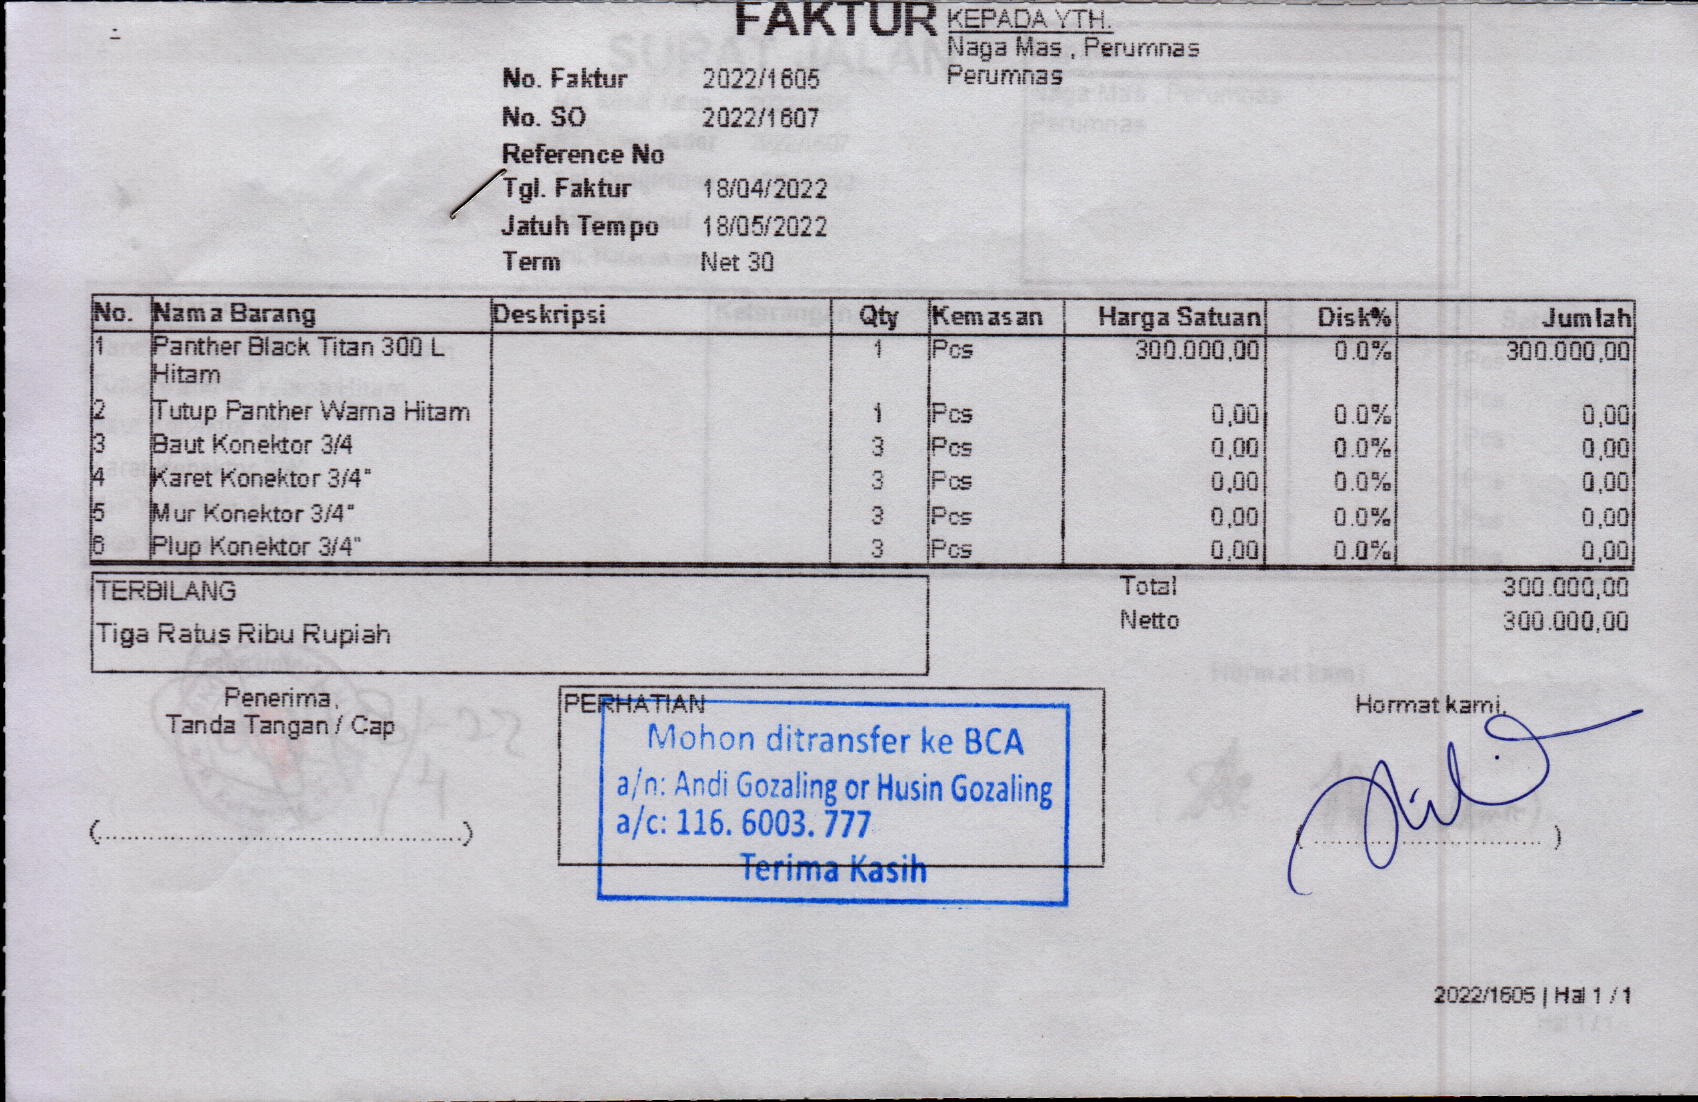 FAKTUR
KEPADA YTH.
Naga Mas , Perumnas
Perumnas
No. Faktur 2022/1605
No. SO 2022/1607
Reference No
Tgl. Faktur 18/04/2022
Jatuh Tempo 18/05/2022
Term Net 30
No. Nama Barang Deskripsi Qty Kemasan Harga Satuan Disk% Jumlah
1 Panther Black Titan 300 L 1 Pcs 300.000,00 0.0% 300.000,00
Hitam
2 Tutup Panther Warna Hitam 1 Pcs 0,00 0.0% 0,00
3 Baut Konektor 3/4 3 Pcs 0,00 0.0% 0,00
4 Karet Konektor 3/4" 3 Pcs 0,00 0.0% 0,00
5 Mur Konektor 3/4" 3 Pcs 0,00 0.0% 0,00
6 Plup Konektor 3/4" 3 Pcs 0,00 0.0% 0,00
TERBILANG
Tiga Ratus Ribu Rupiah
Total 300.000,00
Netto 300.000,00
Penerima,
Tanda Tangan / Cap
PERHATIAN
Mohon ditransfer ke BCA
a/n: Andi Gozaling or Husin Gozaling
a/c: 116. 6003. 777
Terima Kasih
Hormat kami,
2022/1605 | Hal 1 / 1